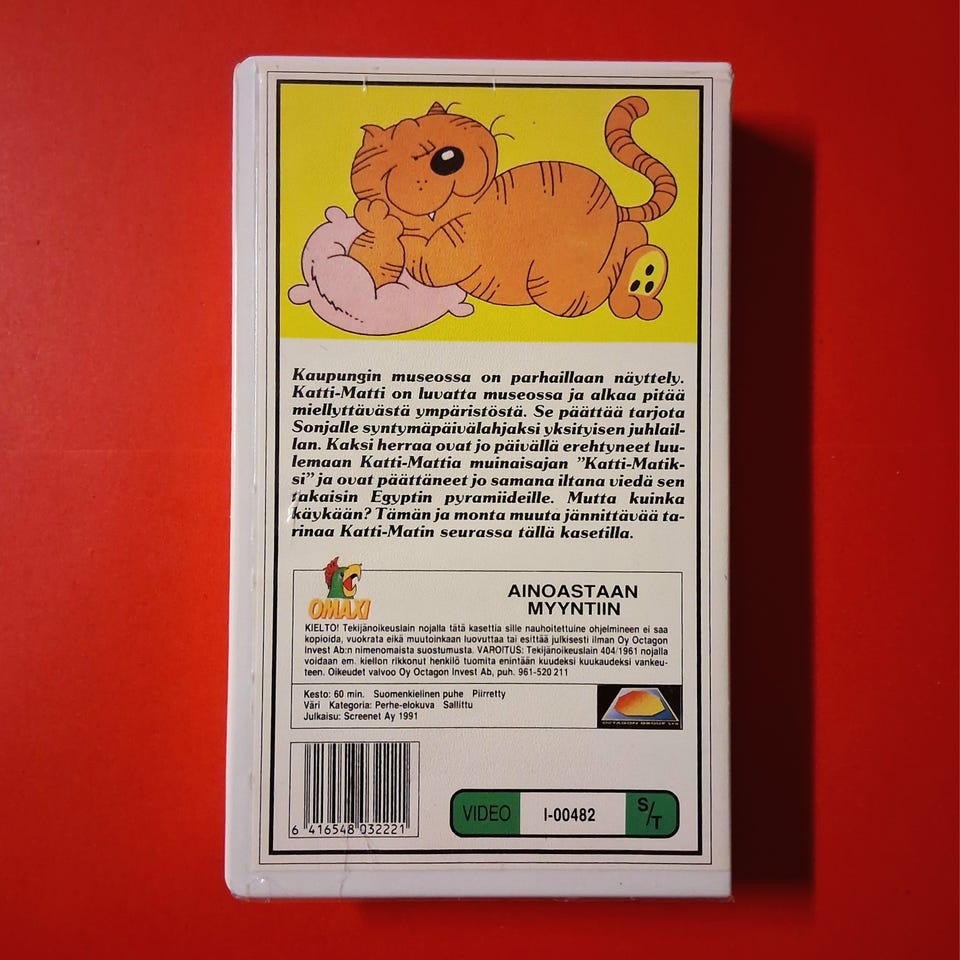 Kaupungin museossa on parhaillaan näyttely.
Katti-Matti on luvatta museossa ja alkaa pitää
miellyttävästä ympäristöstä. Se päättää tarjota
Sonjalle syntymäpäivälahjaksi yksityisen juhlail-
lan. Kaksi herraa ovat jo päivällä erehtyneet luu-
lemaan Katti-Mattia muinaisajan "Katti-Matik-
si" ja ovat päättäneet jo samana iltana viedä sen
takaisin Egyptin pyramiideille. Mutta kuinka
käykään? Tämän ja monta muuta jännittävää ta-
rinaa Katti-Matin seurassa tällä kasetilla.
OMAXI
AINOASTAAN
MYYNTIIN
KIELTO! Tekijänoikeuslain nojalla tätä kasettia sille nauhoitettuine ohjelmineen ei saa
kopioida, vuokrata eikä muutoinkaan luovuttaa tai esittää julkisesti ilman Oy Octagon
Invest Ab:n nimenomaista suostumusta. VAROITUS: Tekijänoikeuslain 404/1961 nojalla
voidaan em. kiellon rikkonut henkilö tuomita enintään kuudeksi kuukaudeksi vankeu-
teen. Oikeudet valvoo Oy Octagon Invest Ab, puh. 961-520 211
Kesto: 60 min. Suomenkielinen puhe Piirretty
Väri Kategoria: Perhe-elokuva Sallittu
Julkaisu: Screenet Ay 1991
OCTAGON GROUP Ltd
6 416548 032221
VIDEO I-00482 S/T